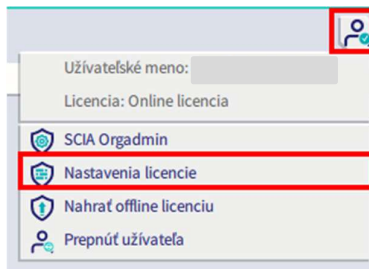 Užívateľské meno:
Licencia: Online licencia
SCIA Orgadmin
Nastavenia licencie
Nahrať offline licenciu
Prepnúť užívateľa